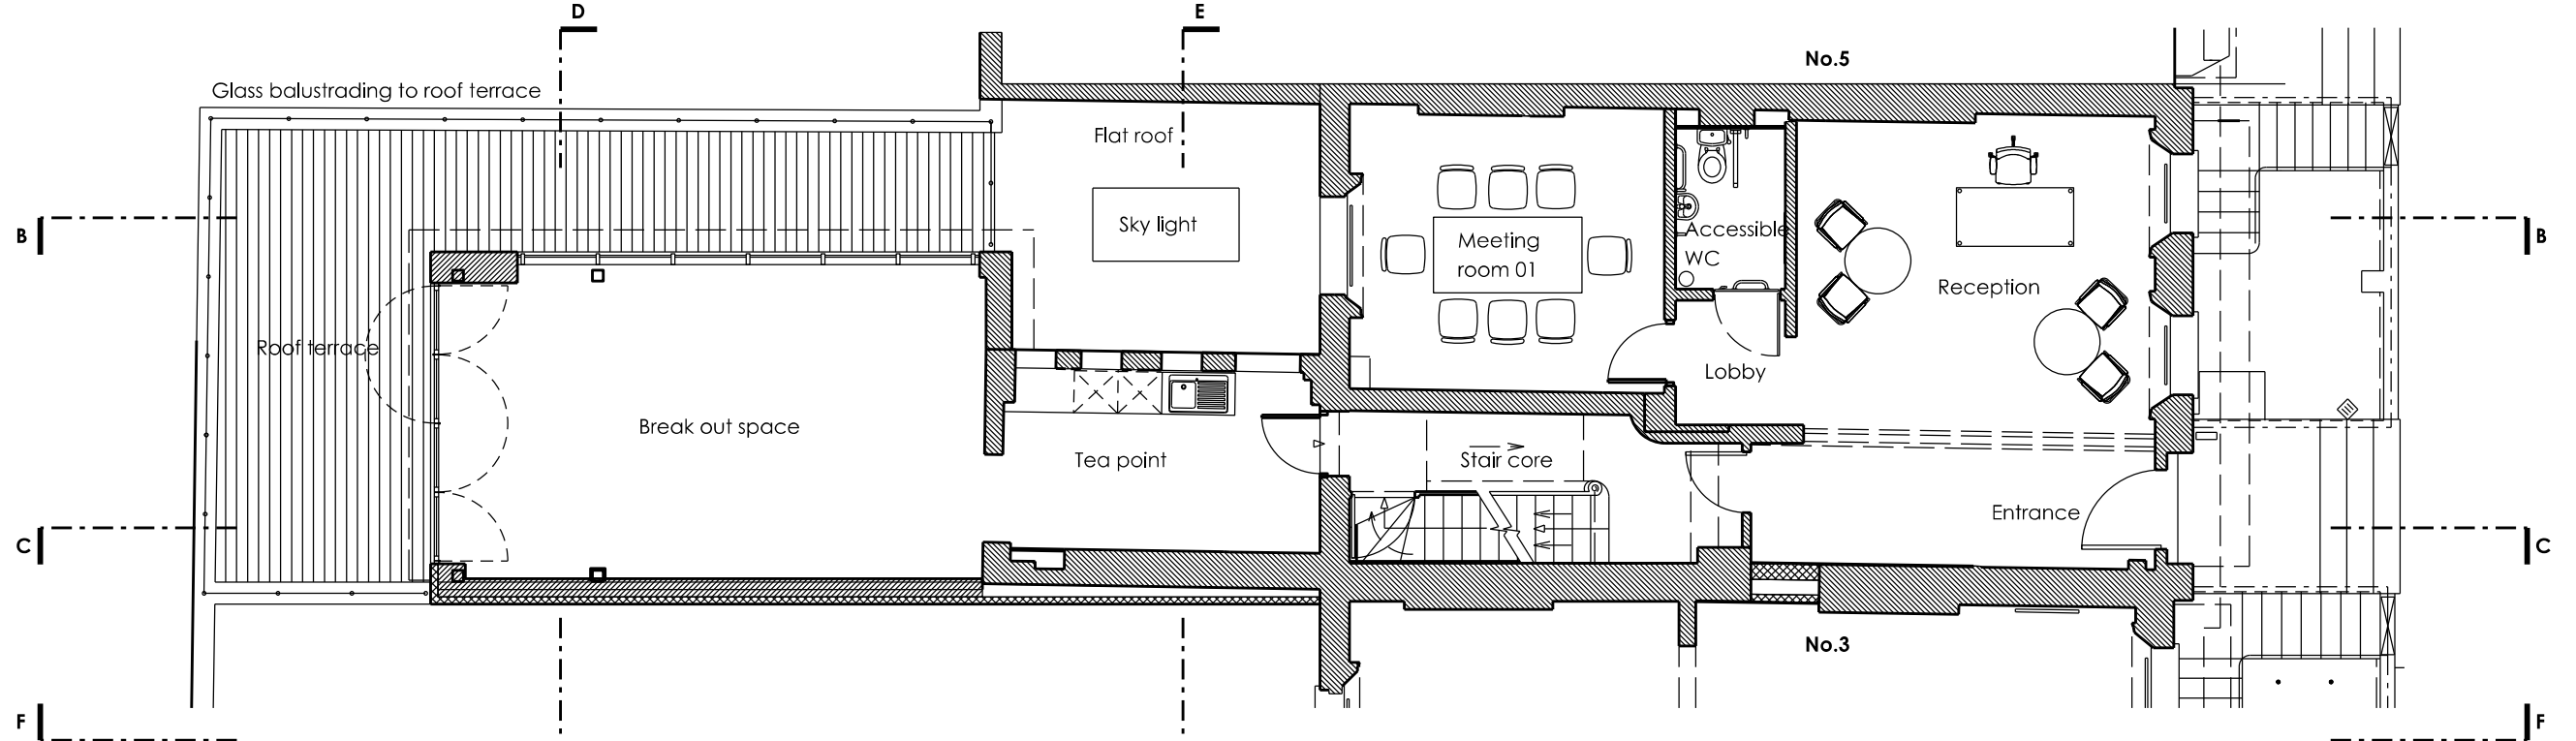 D
E
No.5
Glass balustrading to roof terrace
Flat roof
Sky light
B
B
Meeting
room 01
Accessible
WC
Reception
Roof terrace
Lobby
Break out space
Tea point
Stair core
Entrance
C
C
No.3
F
F